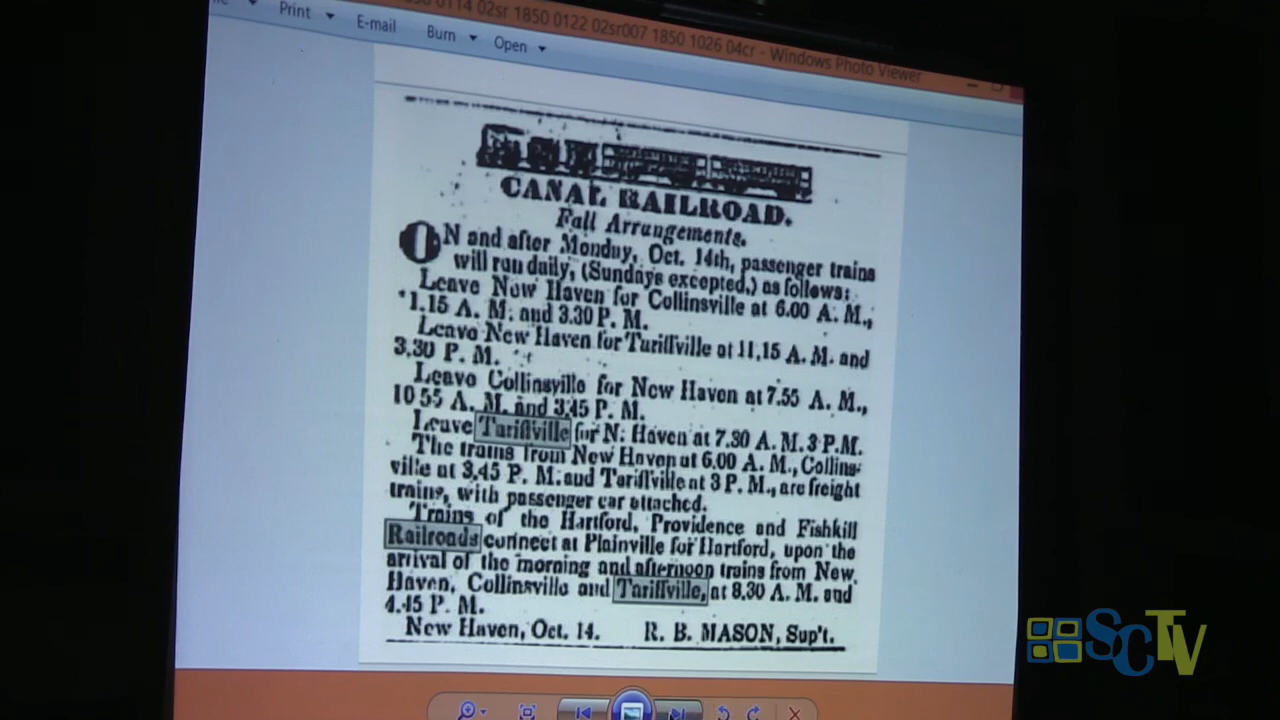 Print E-mail Burn Open
0114 02sr 1850 0122 02sr007 1850 1026 04cr - Windows Photo Viewer
CANAL RAILROAD.
Fall Arrangements.
ON and after Monday, Oct. 14th, passenger trains
will run daily, (Sundays excepted,) as follows:
Leave New Haven for Collinsville at 6.00 A. M.,
1.15 A. M. and 3.30 P. M.
Leave New Haven for Tariffville at 11,15 A. M. and
3.30 P. M.
Leave Collinsville for New Haven at 7.55 A. M.,
10 55 A. M. and 3.45 P. M.
Leave Tariffville for N. Haven at 7.30 A. M. 3 P.M.
The trains from New Haven at 6.00 A. M., Collins-
ville at 3.45 P. M. and Tariffville at 3 P. M., are freight
trains, with passenger car attached.
Trains of the Hartford, Providence and Fishkill
Railroads connect at Plainville for Hartford, upon the
arrival of the morning and afternoon trains from New
Haven, Collinsville and Tariffville, at 8.30 A. M. and
4.45 P. M.
New Haven, Oct. 14. R. B. MASON, Sup't.
SCTV